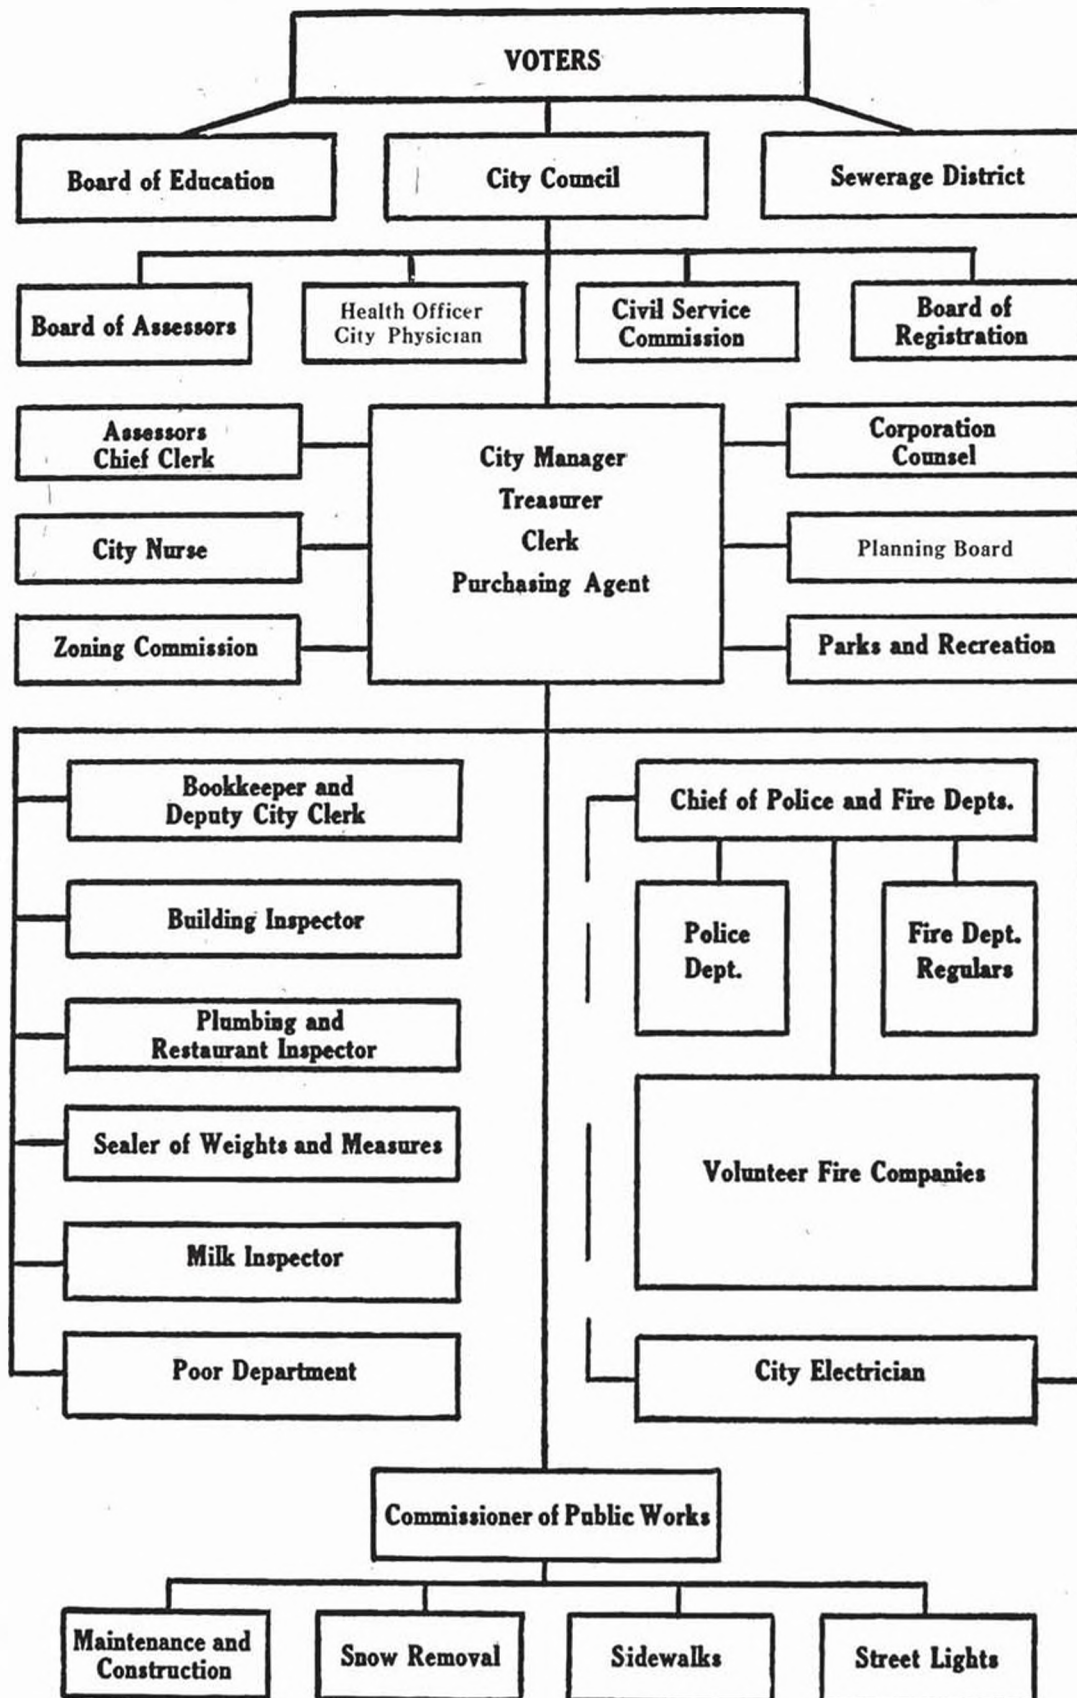 VOTERS
Board of Education
City Council
Sewerage District
Board of Assessors
Health Officer
City Physician
Civil Service
Commission
Board of
Registration
Assessors
Chief Clerk
City Manager
Treasurer
Clerk
Purchasing Agent
Corporation
Counsel
City Nurse
Planning Board
Zoning Commission
Parks and Recreation
Bookkeeper and
Deputy City Clerk
Building Inspector
Plumbing and
Restaurant Inspector
Sealer of Weights and Measures
Milk Inspector
Poor Department
Chief of Police and Fire Depts.
Police
Dept.
Fire Dept.
Regulars
Volunteer Fire Companies
City Electrician
Commissioner of Public Works
Maintenance and
Construction
Snow Removal
Sidewalks
Street Lights